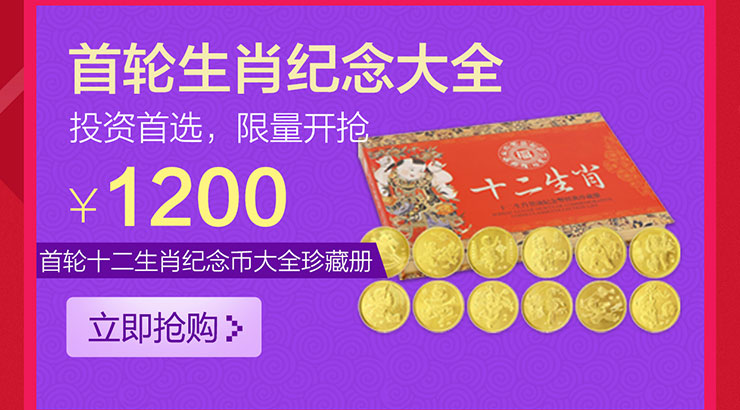 首轮生肖纪念大全
投资首选，限量开抢
¥1200
首轮十二生肖纪念币大全珍藏册
立即抢购
十二生肖